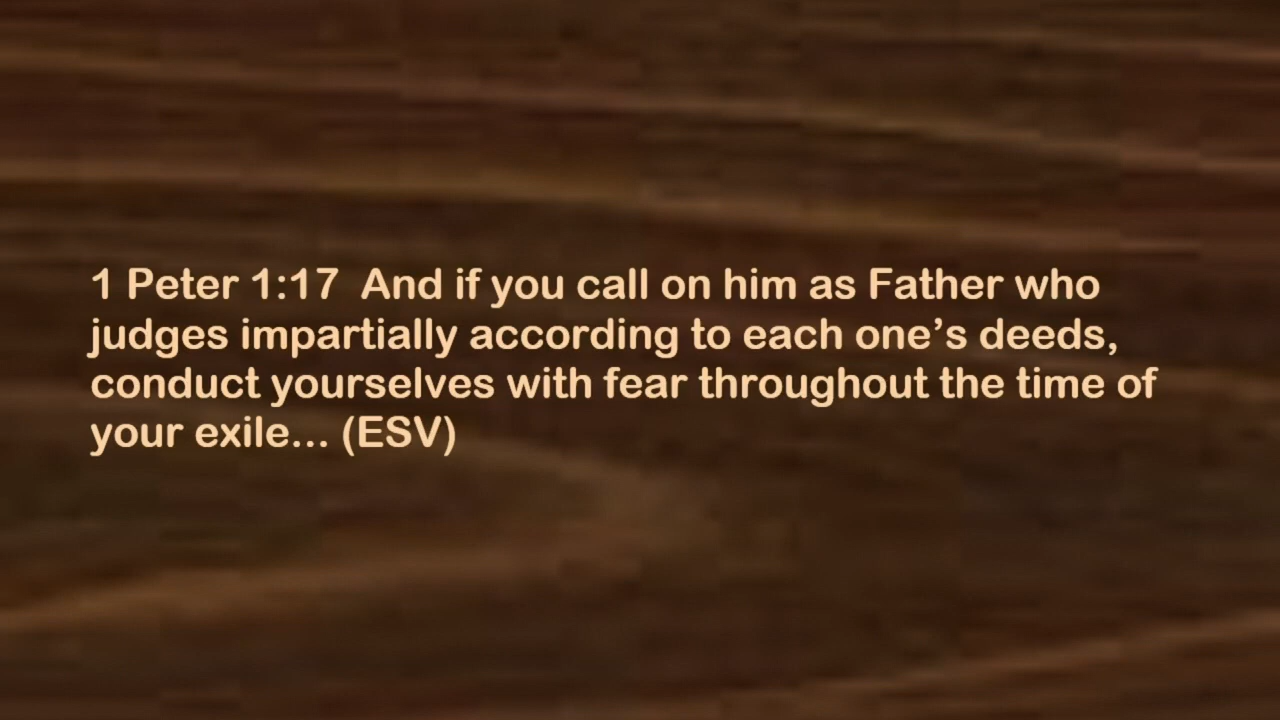 1 Peter 1:17  And if you call on him as Father who
judges impartially according to each one’s deeds,
conduct yourselves with fear throughout the time of
your exile… (ESV)